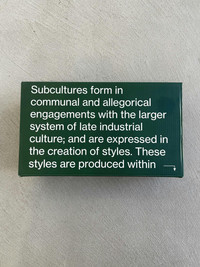 Subcultures form in
communal and allegorical
engagements with the larger
system of late industrial
culture; and are expressed in
the creation of styles. These
styles are produced within